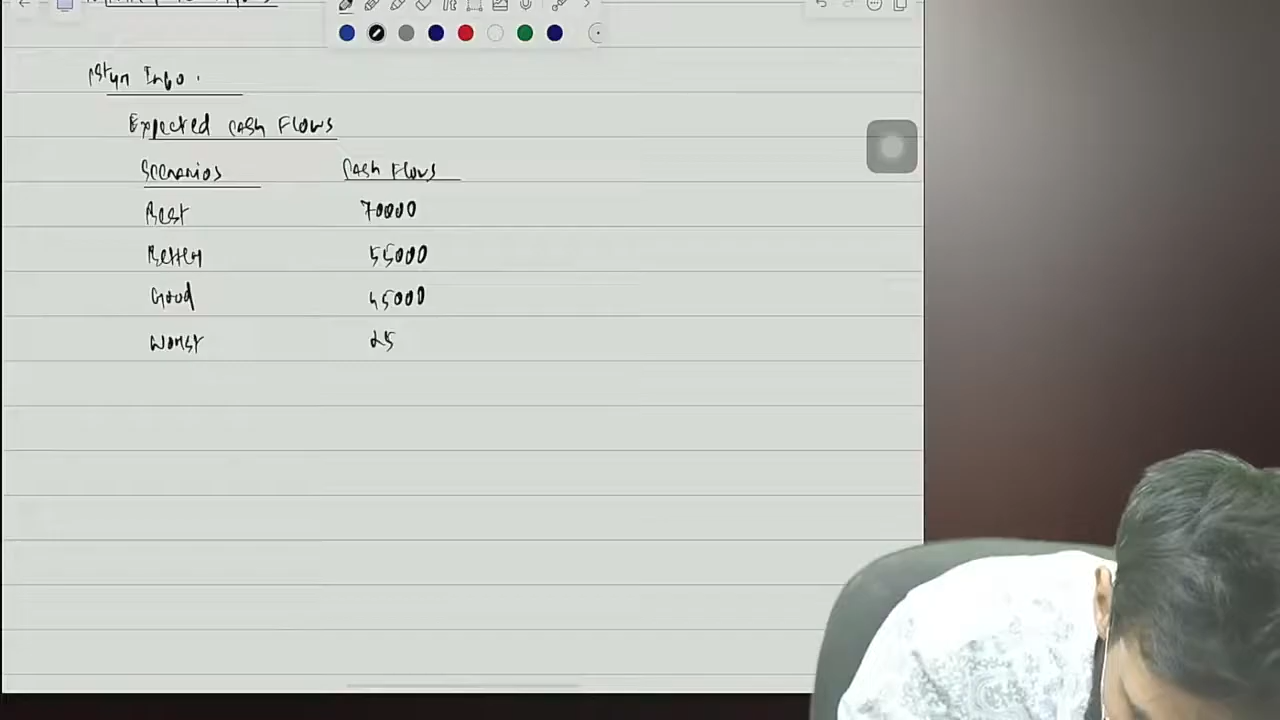 1st yr Info.
Expected Cash Flows
Scenarios Cash Flows
Best 70000
Better 55000
Good 45000
Worst 25